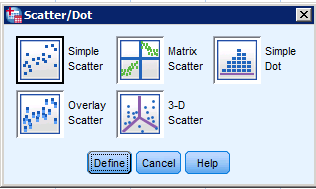 Scatter/Dot
Simple Scatter
Matrix Scatter
Simple Dot
Overlay Scatter
3-D Scatter
Define
Cancel
Help